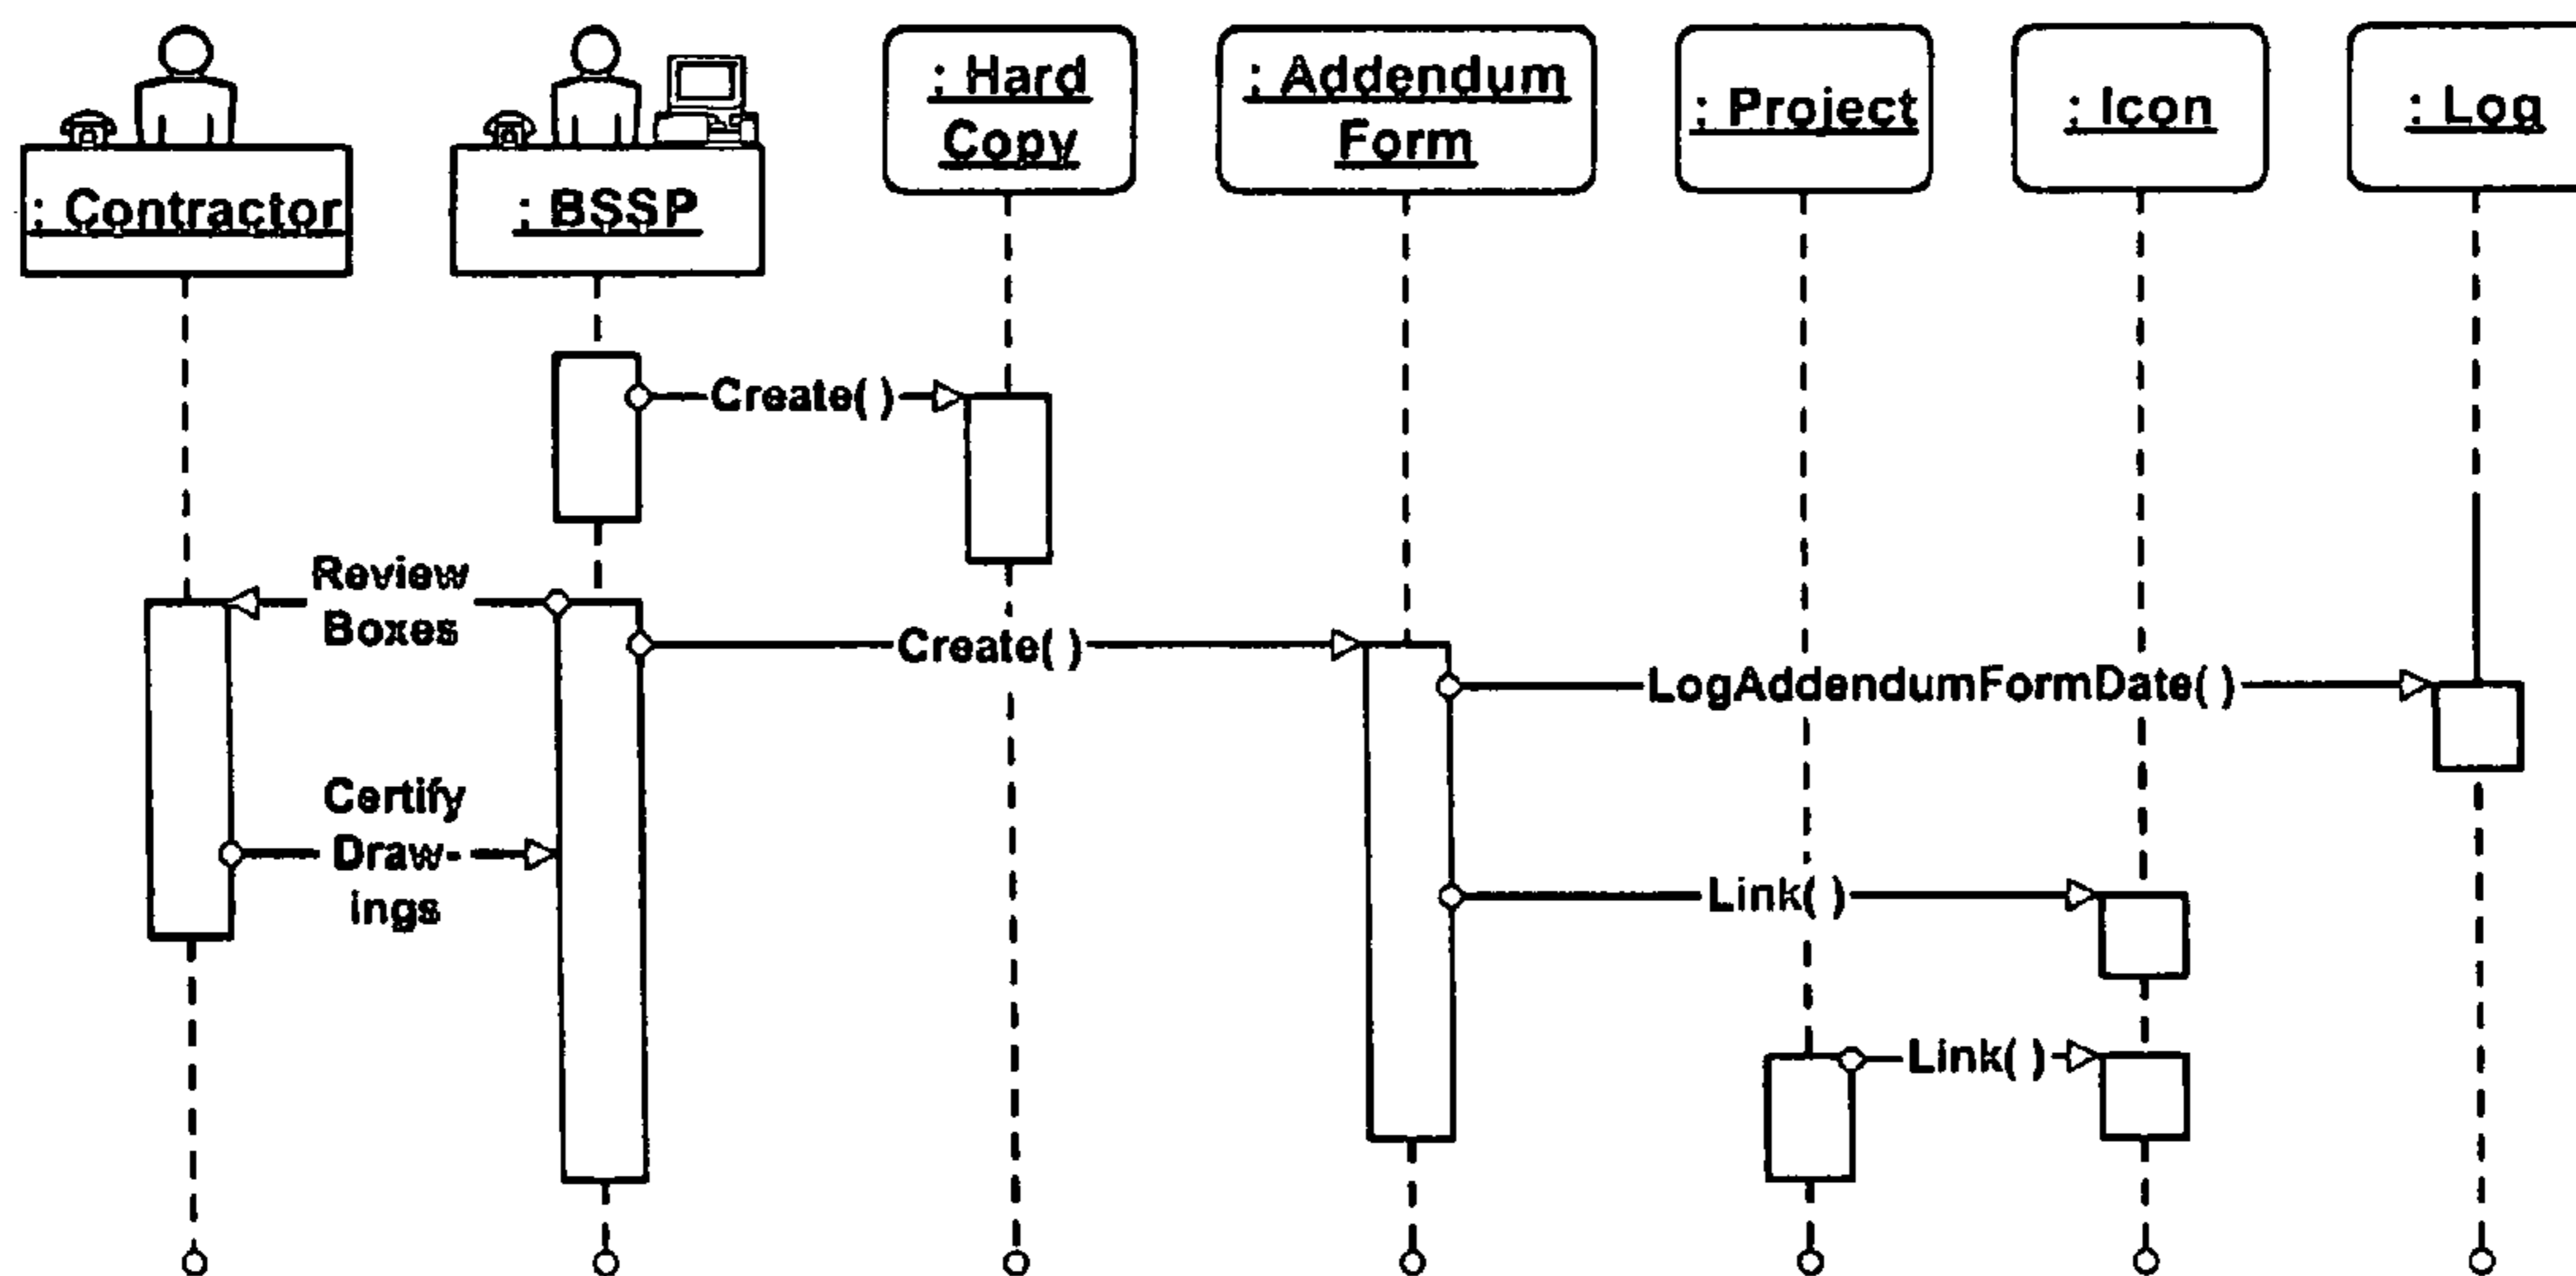 : Contractor
: BSSP
: Hard
Copy
: Addendum
Form
: Project
: Icon
: Log
Create( )
Review
Boxes
Create( )
LogAddendumFormDate( )
Certify
Draw-
ings
Link( )
Link( )